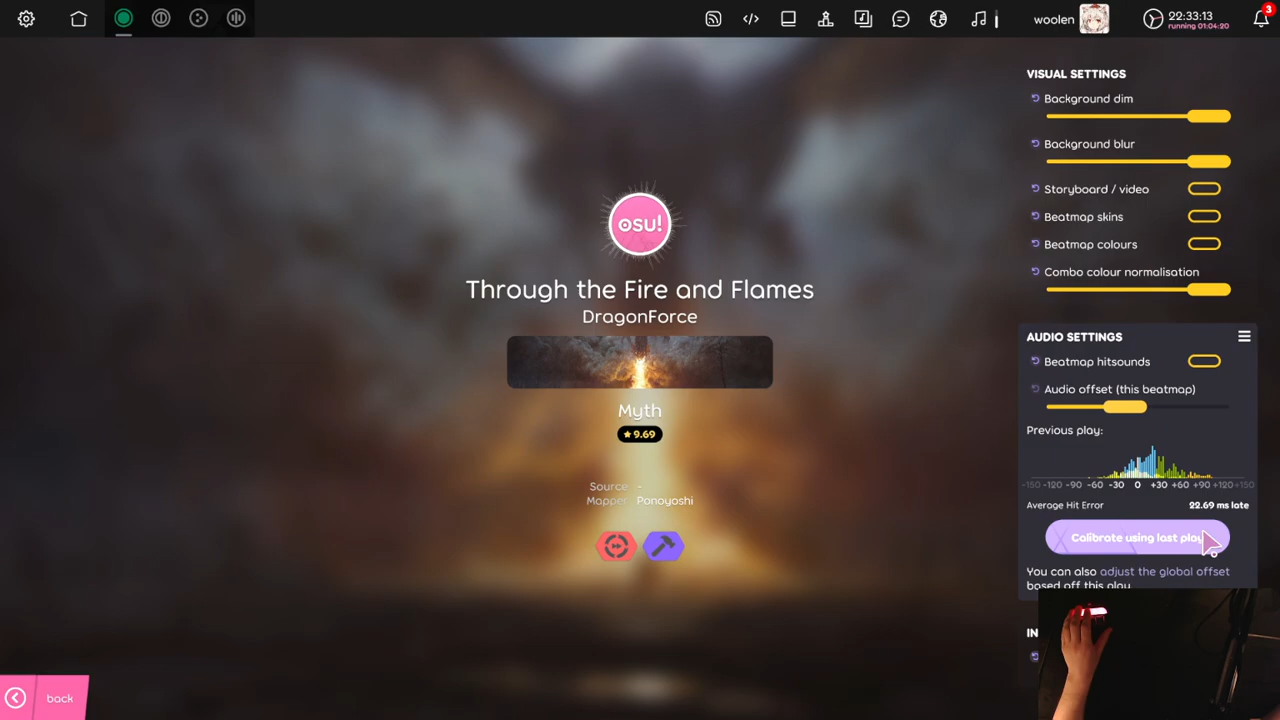 woolen
22:33:13
running 01:04:20
3
VISUAL SETTINGS
Background dim
Background blur
Storyboard / video
Beatmap skins
Beatmap colours
Combo colour normalisation
osu!
Through the Fire and Flames
DragonForce
Myth
9.69
Source -
Mapper Ponoyoshi
AUDIO SETTINGS
Beatmap hitsounds
Audio offset (this beatmap)
Previous play:
-150 -120 -90 -60 -30 0 +30 +60 +90 +120 +150
Average Hit Error 22.69 ms late
Calibrate using last play
You can also adjust the global offset
based off this play.
back